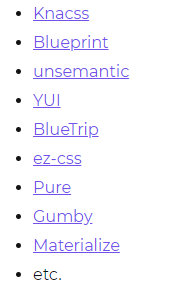 Knacss
Blueprint
unsemantic
YUI
BlueTrip
ez-css
Pure
Gumby
Materialize
etc.